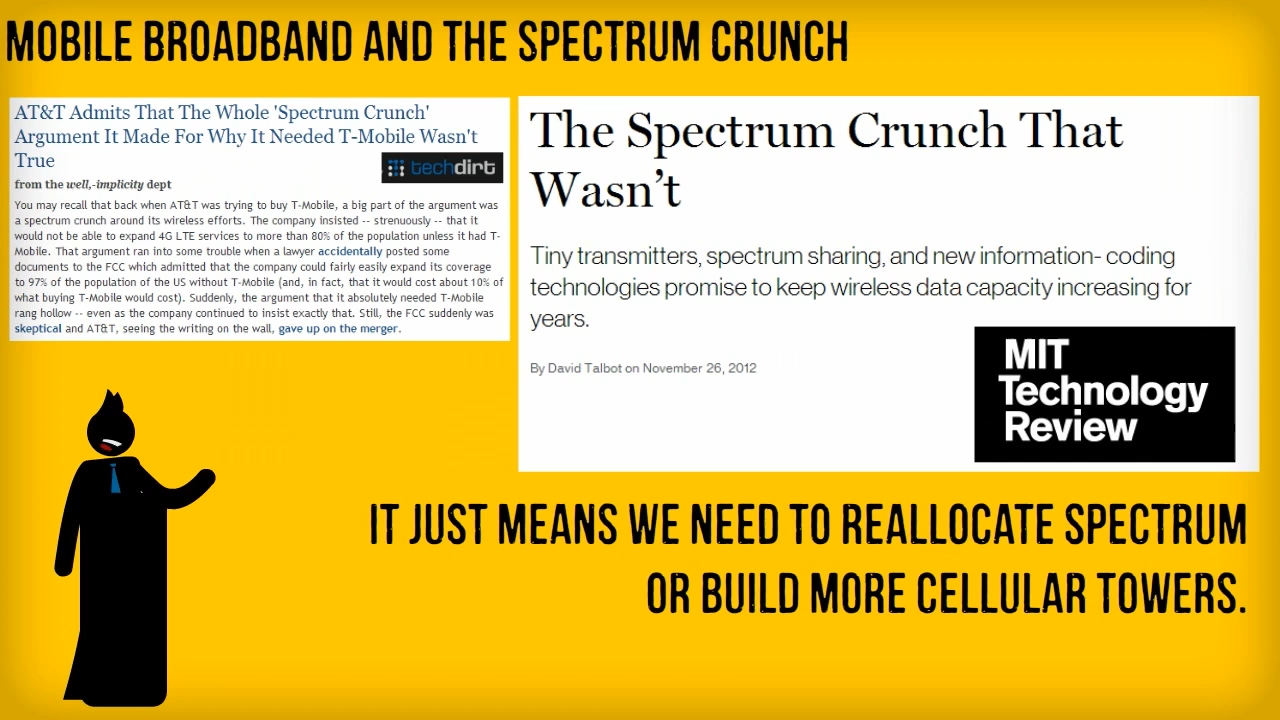 MOBILE BROADBAND AND THE SPECTRUM CRUNCH
AT&T Admits That The Whole 'Spectrum Crunch'
Argument It Made For Why It Needed T-Mobile Wasn't
True
techdirt
from the well,-implicity dept
You may recall that back when AT&T was trying to buy T-Mobile, a big part of the argument was
a spectrum crunch around its wireless efforts. The company insisted -- strenuously -- that it
would not be able to expand 4G LTE services to more than 80% of the population unless it had T-
Mobile. That argument ran into some trouble when a lawyer accidentally posted some
documents to the FCC which admitted that the company could fairly easily expand its coverage
to 97% of the population of the US without T-Mobile (and, in fact, that it would cost about 10% of
what buying T-Mobile would cost). Suddenly, the argument that it absolutely needed T-Mobile
rang hollow -- even as the company continued to insist exactly that. Still, the FCC suddenly was
skeptical and AT&T, seeing the writing on the wall, gave up on the merger.
The Spectrum Crunch That
Wasn't
Tiny transmitters, spectrum sharing, and new information- coding
technologies promise to keep wireless data capacity increasing for
years.
By David Talbot on November 26, 2012
MIT
Technology
Review
IT JUST MEANS WE NEED TO REALLOCATE SPECTRUM
OR BUILD MORE CELLULAR TOWERS.